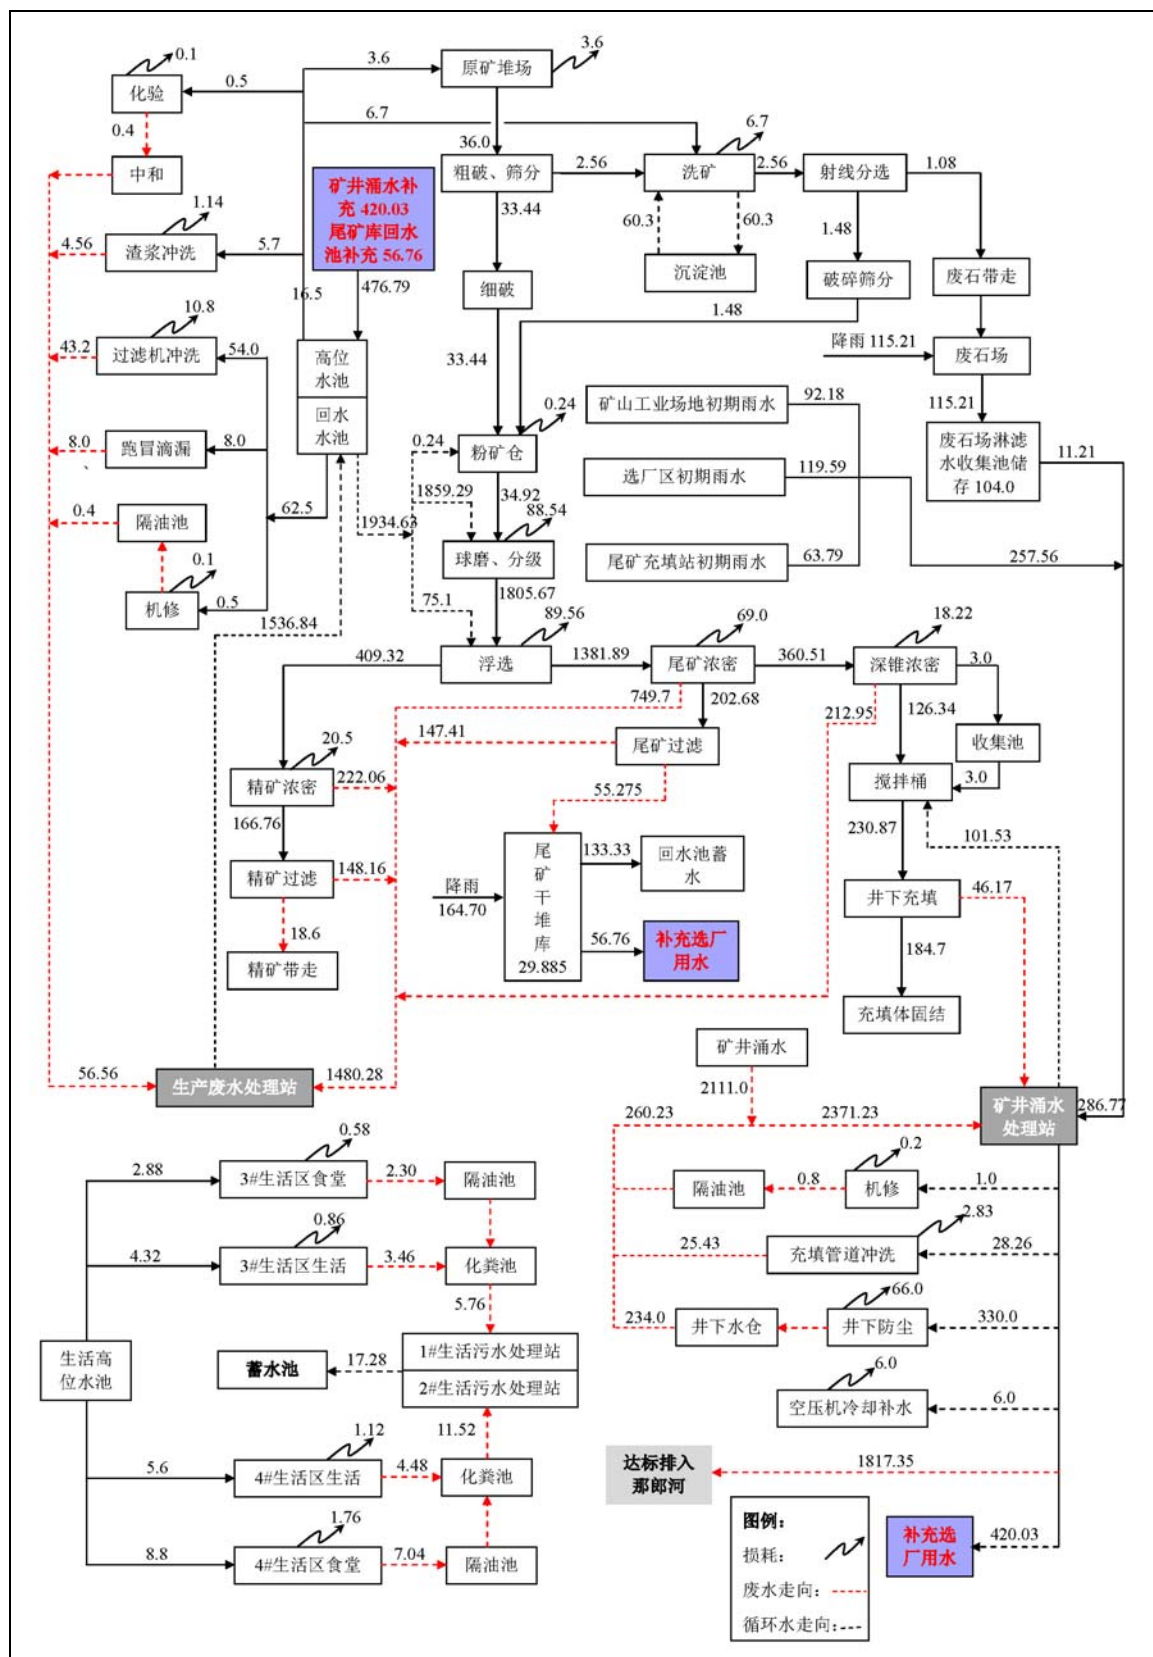 0.1
3.6
原矿堆场
3.6
化验
0.5
0.4
6.7
中和
36.0
粗破、筛分
2.56
洗矿
6.7
2.56
射线分选
1.08
矿井涌水补
充 420.03
尾矿库回水
池补充 56.76
33.44
60.3
60.3
1.48
1.14
4.56
渣浆冲洗
5.7
沉淀池
细破
破碎筛分
废石带走
16.5
476.79
1.48
10.8
43.2
过滤机冲洗
54.0
高位
水池
33.44
降雨 115.21
废石场
回水
水池
矿山工业场地初期雨水
92.18
115.21
0.24
0.24
8.0
跑冒滴漏
8.0
粉矿仓
废石场淋滤
水收集池储
存 104.0
11.21
、
选厂区初期雨水
119.59
1859.29
34.92
88.54
62.5
1934.63
0.4
隔油池
球磨、分级
尾矿充填站初期雨水
63.79
257.56
0.1
机修
0.5
1536.84
75.1
1805.67
89.56
69.0
18.22
409.32
浮选
1381.89
尾矿浓密
360.51
深锥浓密
3.0
749.7
202.68
212.95
126.34
147.41
尾矿过滤
收集池
20.5
精矿浓密
222.06
搅拌桶
3.0
55.275
166.76
230.87
101.53
尾
矿
干
堆
库
29.885
133.33
回水池蓄
水
精矿过滤
148.16
降雨
164.70
井下充填
46.17
18.6
56.76
补充选厂
用水
184.7
精矿带走
充填体固结
矿井涌水
56.56
生产废水处理站
1480.28
2111.0
260.23
2371.23
矿井涌水
处理站
286.77
0.58
2.88
3#生活区食堂
2.30
隔油池
0.2
隔油池
0.8
机修
1.0
0.86
4.32
3#生活区生活
3.46
化粪池
2.83
25.43
充填管道冲洗
28.26
5.76
66.0
234.0
井下水仓
井下防尘
330.0
生活高
位水池
蓄水池
17.28
1#生活污水处理站
2#生活污水处理站
6.0
空压机冷却补水
6.0
11.52
1.12
5.6
4#生活区生活
4.48
化粪池
达标排入
那郎河
1817.35
1.76
8.8
4#生活区食堂
7.04
隔油池
图例：
损耗：
废水走向：
循环水走向：
补充选
厂用水
420.03